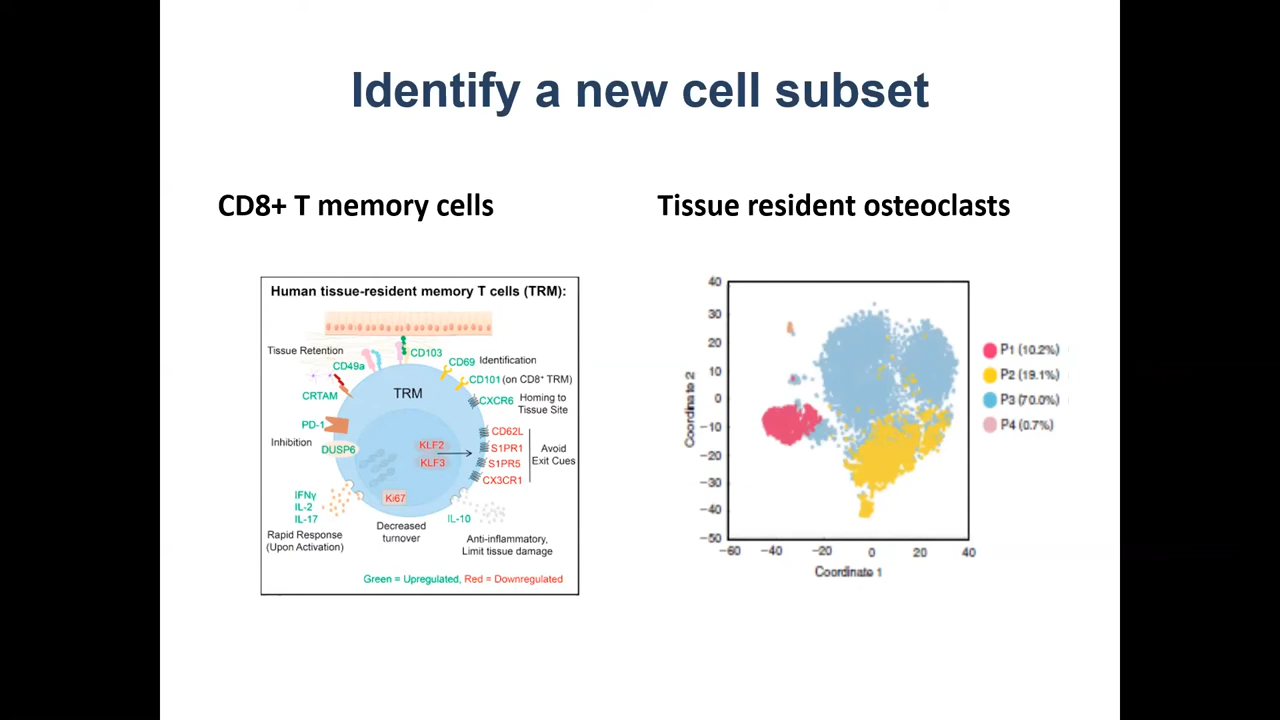 Identify a new cell subset
CD8+ T memory cells
Human tissue-resident memory T cells (TRM):
Tissue Retention
CD103
CD49a
CD69 Identification
CD101 (on CD8⁺ TRM)
CRTAM
TRM
CXCR6 Homing to
Tissue Site
PD-1
Inhibition
DUSP6
KLF2
KLF3
CD62L
S1PR1
S1PR5
CX3CR1
Avoid
Exit Cues
Ki67
Decreased
turnover
IFNγ
IL-2
IL-17
Rapid Response
(Upon Activation)
IL-10
Anti-inflammatory,
Limit tissue damage
Green = Upregulated, Red = Downregulated
Tissue resident osteoclasts
40
30
20
10
0
−10
−20
−30
−40
−50
Coordinate 2
−60 −40 −20 0 20 40
Coordinate 1
P1 (10.2%)
P2 (19.1%)
P3 (70.0%)
P4 (0.7%)